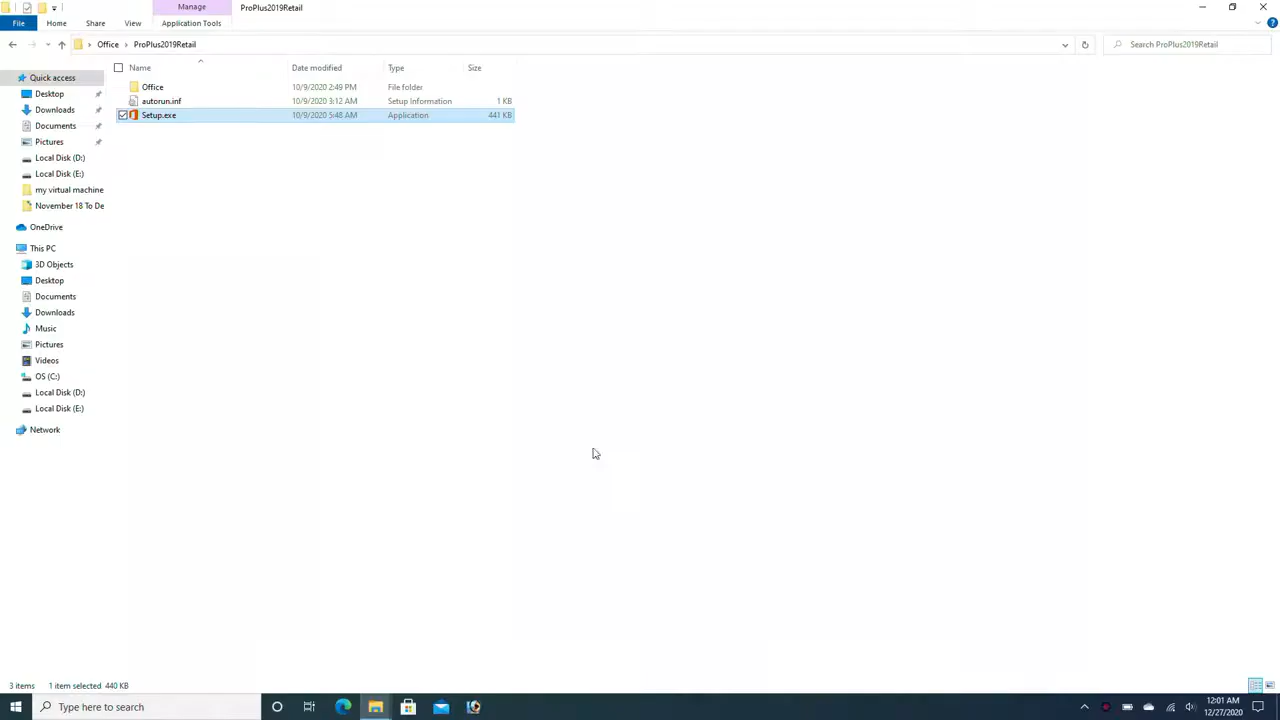 Manage
ProPlus2019Retail
File
Home
Share
View
Application Tools
Office
ProPlus2019Retail
Search ProPlus2019Retail
Name
Date modified
Type
Size
Office
10/9/2020 2:49 PM
File folder
autorun.inf
10/9/2020 3:12 AM
Setup Information
1 KB
Setup.exe
10/9/2020 5:48 AM
Application
441 KB
Quick access
Desktop
Downloads
Documents
Pictures
Local Disk (D:)
Local Disk (E:)
my virtual machine
November 18 To De
OneDrive
This PC
3D Objects
Desktop
Documents
Downloads
Music
Pictures
Videos
OS (C:)
Local Disk (D:)
Local Disk (E:)
Network
3 items
1 item selected 440 KB
Type here to search
12:01 AM
12/27/2020